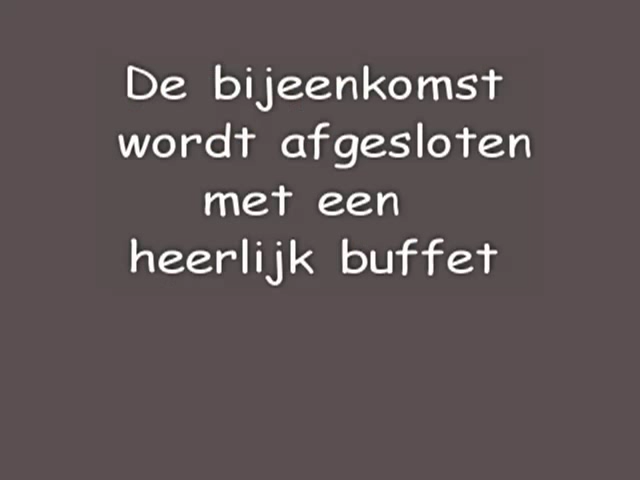 De bijeenkomst
wordt afgesloten
met een
heerlijk buffet